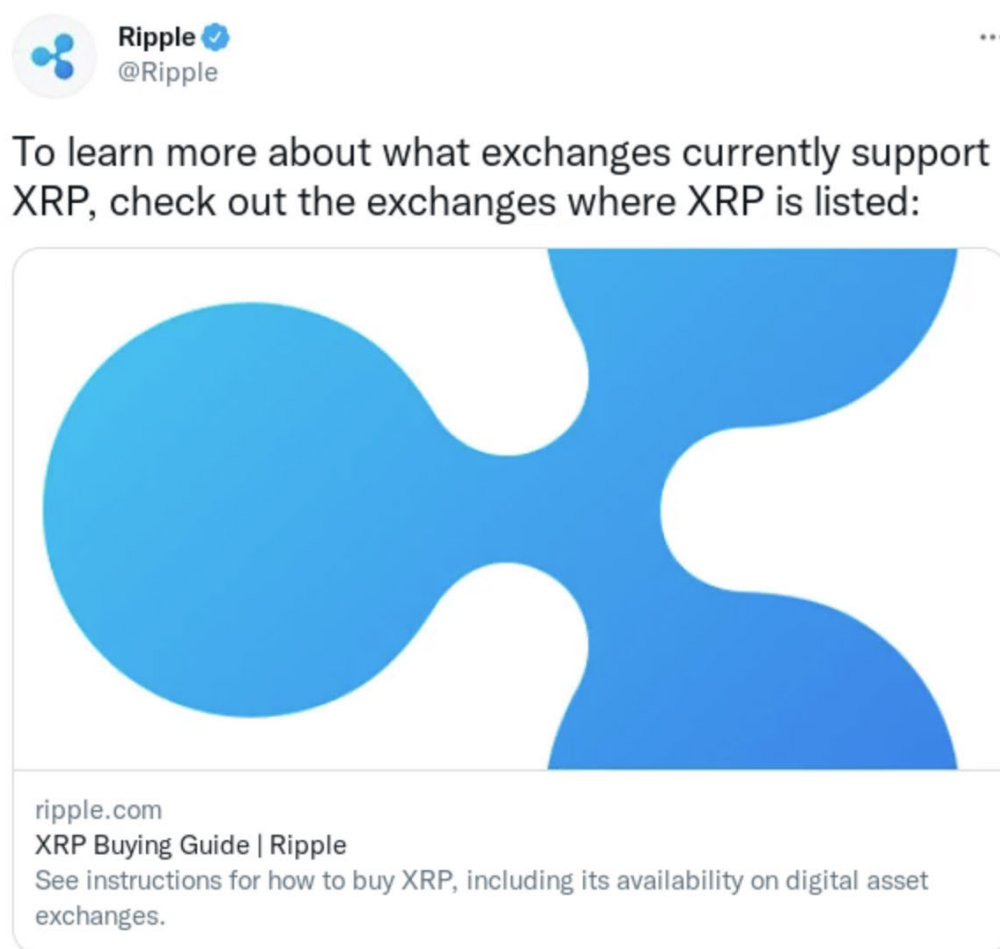 Ripple
@Ripple
To learn more about what exchanges currently support
XRP, check out the exchanges where XRP is listed:
ripple.com
XRP Buying Guide | Ripple
See instructions for how to buy XRP, including its availability on digital asset
exchanges.